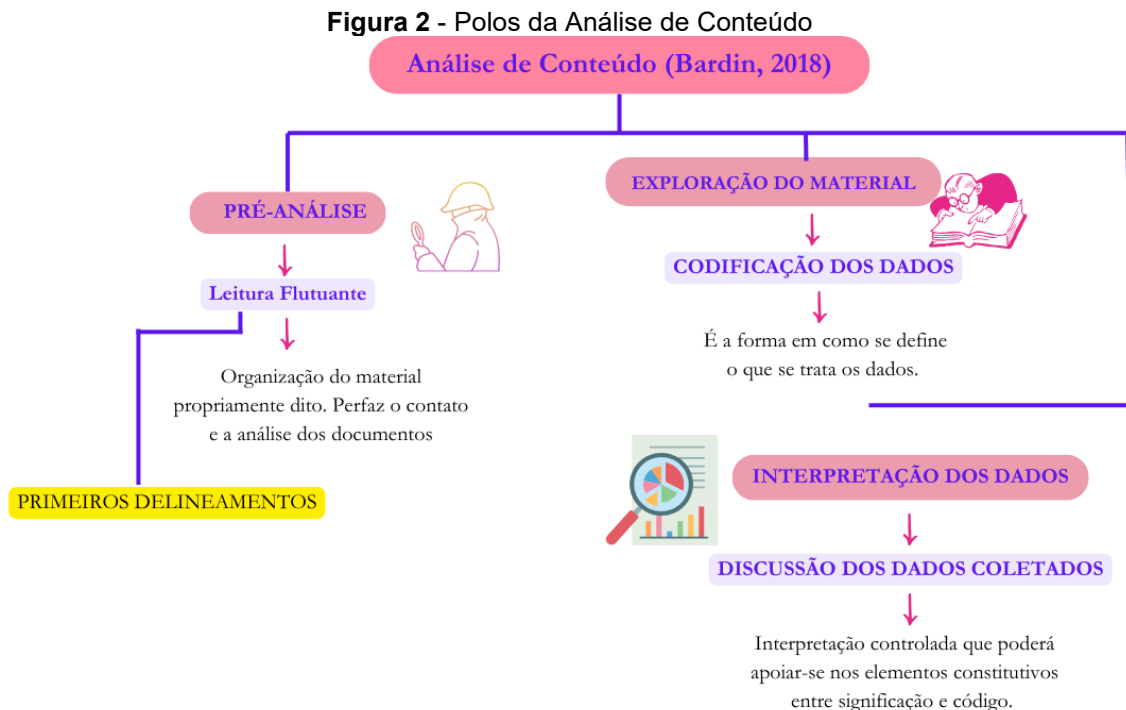 Figura 2 - Polos da Análise de Conteúdo
Análise de Conteúdo (Bardin, 2018)
PRÉ-ANÁLISE
Leitura Flutuante
Organização do material
propriamente dito. Perfaz o contato
e a análise dos documentos
PRIMEIROS DELINEAMENTOS
EXPLORAÇÃO DO MATERIAL
CODIFICAÇÃO DOS DADOS
É a forma em como se define
o que se trata os dados.
INTERPRETAÇÃO DOS DADOS
DISCUSSÃO DOS DADOS COLETADOS
Interpretação controlada que poderá
apoiar-se nos elementos constitutivos
entre significação e código.